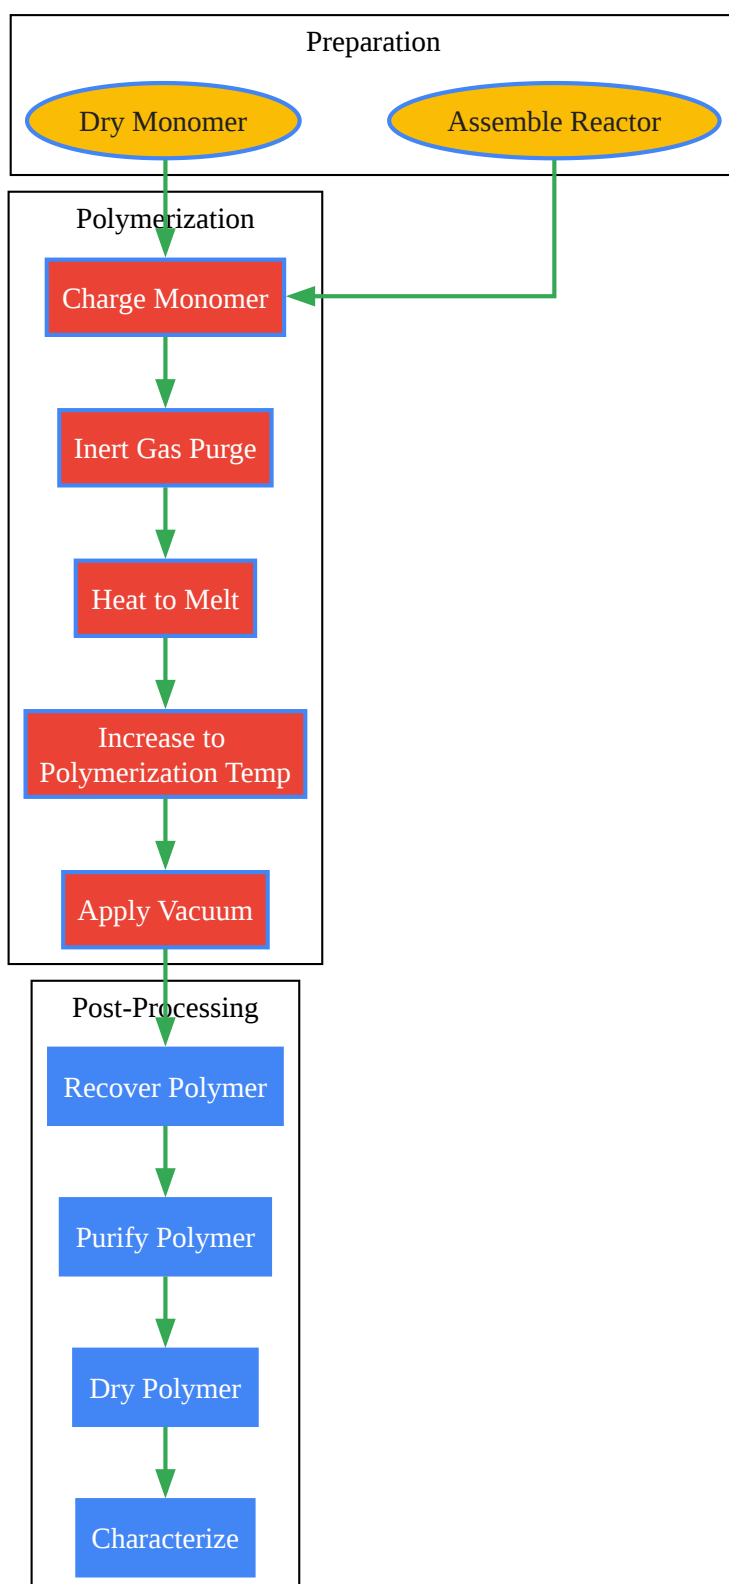 Preparation
Dry Monomer
Assemble Reactor
Polymerization
Charge Monomer
Inert Gas Purge
Heat to Melt
Increase to
Polymerization Temp
Apply Vacuum
Post-Processing
Recover Polymer
Purify Polymer
Dry Polymer
Characterize